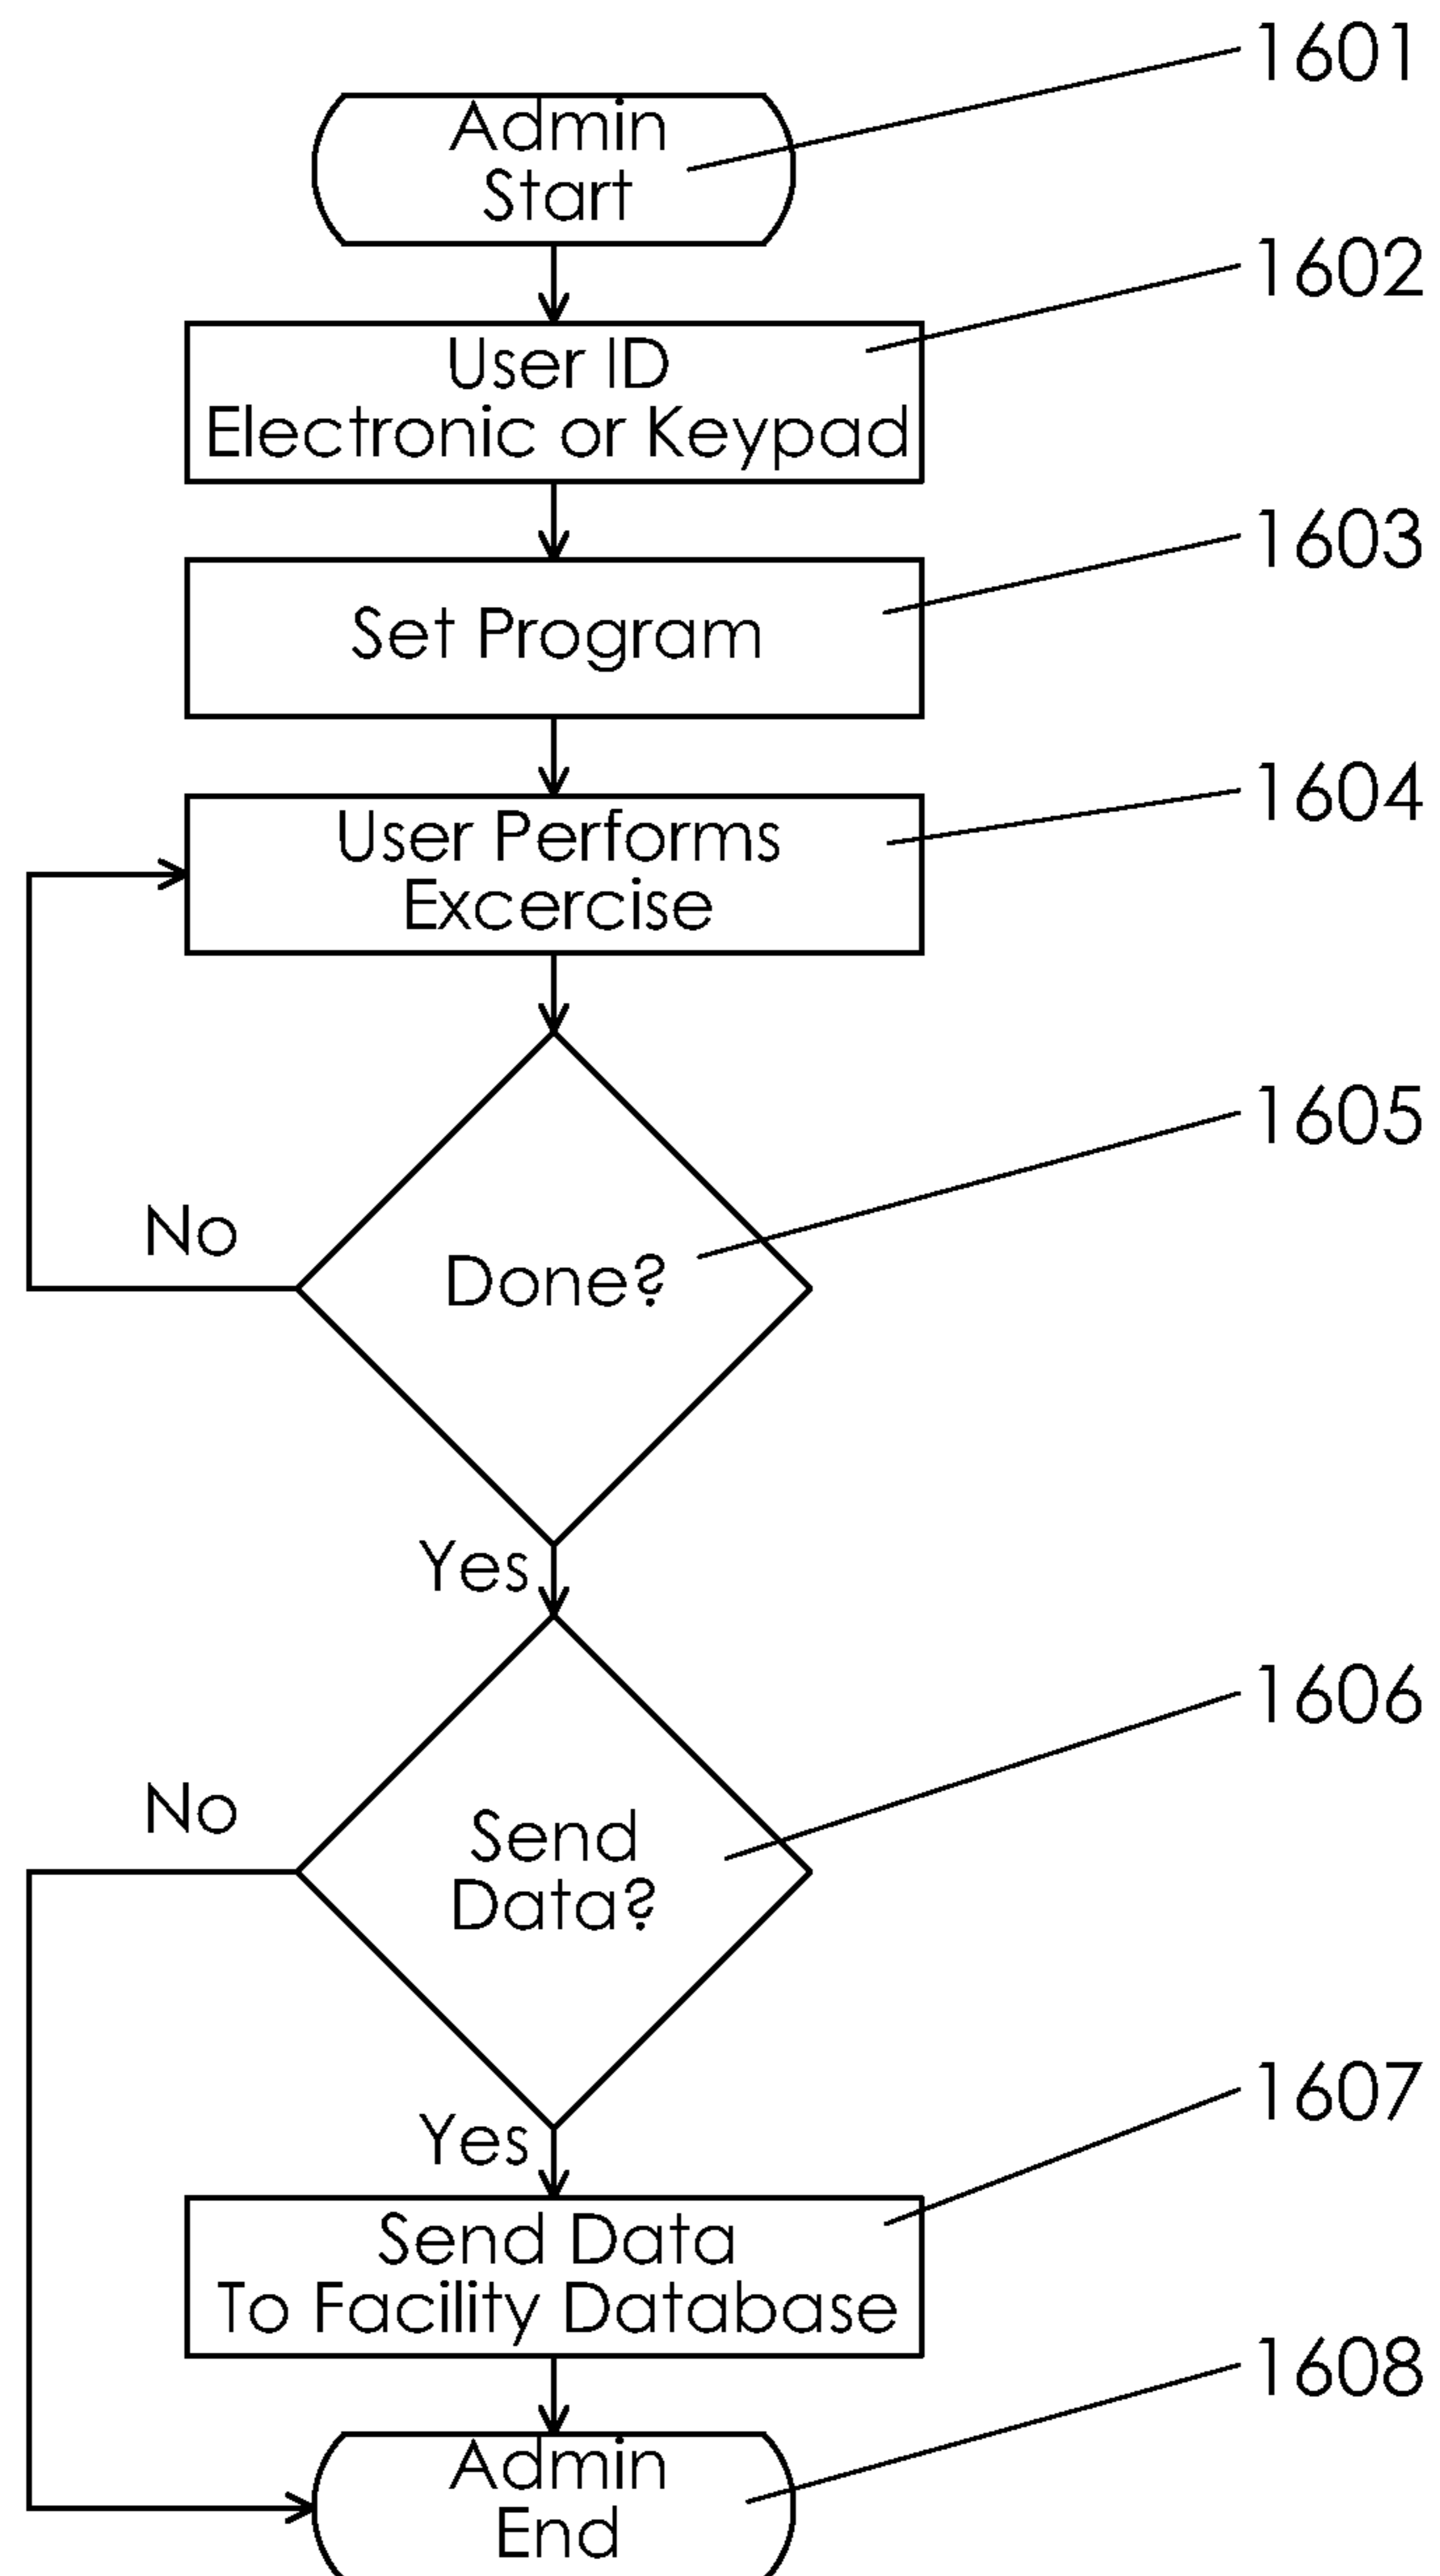 1601
Admin
Start
1602
User ID
Electronic or Keypad
1603
Set Program
1604
User Performs
Excercise
1605
No
Done?
Yes
1606
No
Send
Data?
Yes
1607
Send Data
To Facility Database
1608
Admin
End